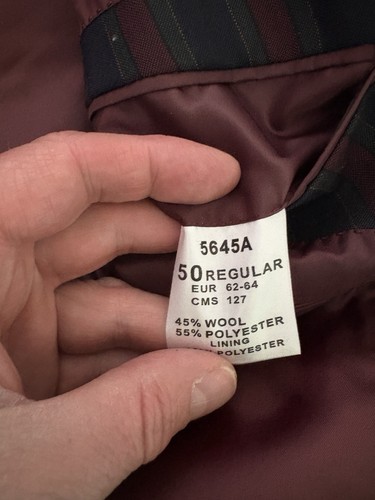 5645A
50 REGULAR
EUR 62-64
CMS 127
45% WOOL
55% POLYESTER
LINING
POLYESTER